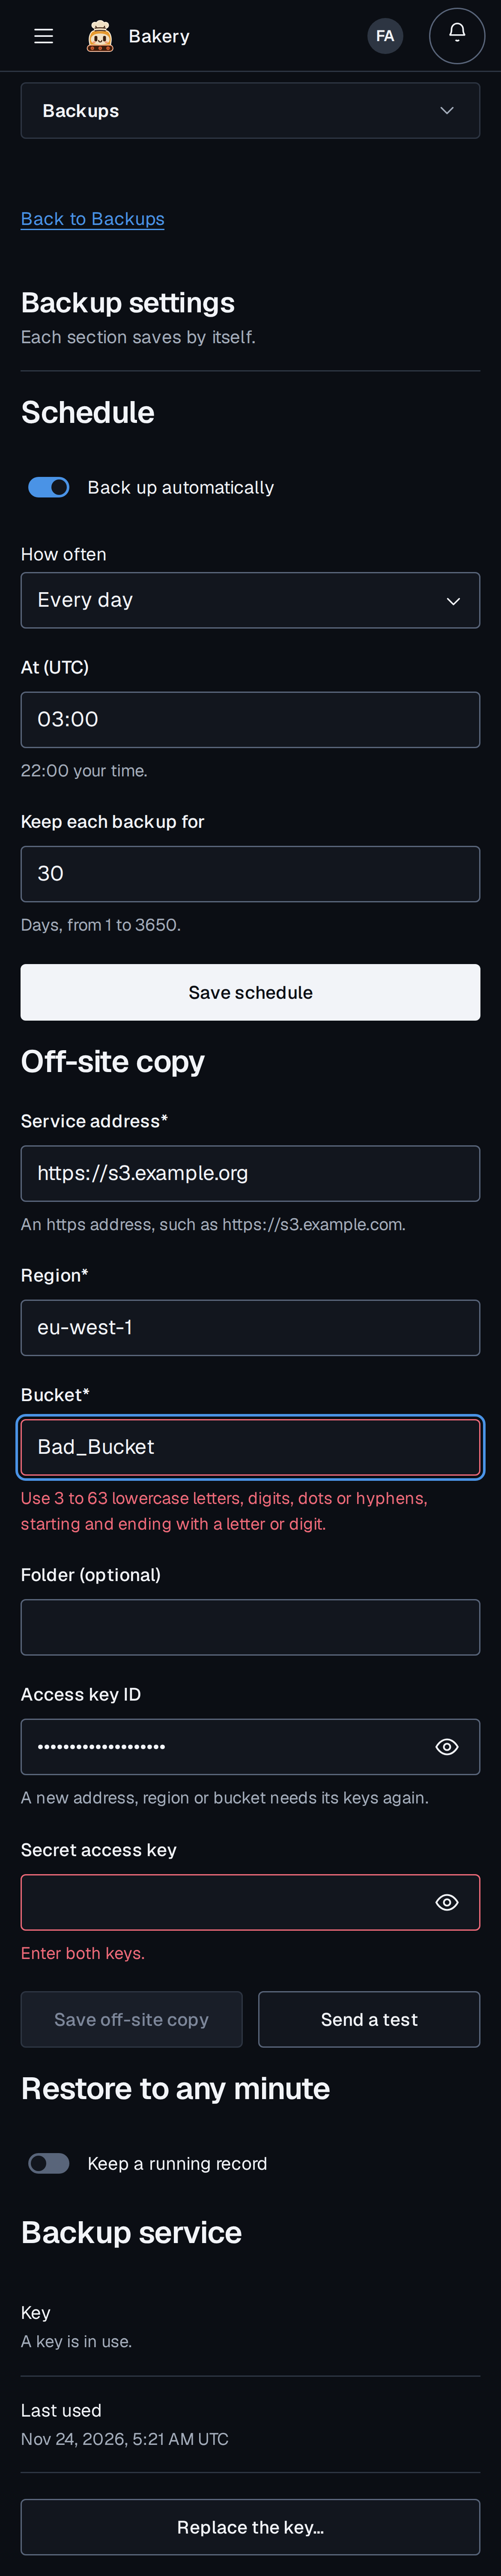 Bakery
FA
Backups
Back to Backups
Backup settings
Each section saves by itself.
Schedule
Back up automatically
How often
Every day
At (UTC)
03:00
22:00 your time.
Keep each backup for
30
Days, from 1 to 3650.
Save schedule
Off-site copy
Service address*
https://s3.example.org
An https address, such as https://s3.example.com.
Region*
eu-west-1
Bucket*
Bad_Bucket
Use 3 to 63 lowercase letters, digits, dots or hyphens,
starting and ending with a letter or digit.
Folder (optional)
Access key ID
••••••••••••••••••••
A new address, region or bucket needs its keys again.
Secret access key
Enter both keys.
Save off-site copy
Send a test
Restore to any minute
Keep a running record
Backup service
Key
A key is in use.
Last used
Nov 24, 2026, 5:21 AM UTC
Replace the key...